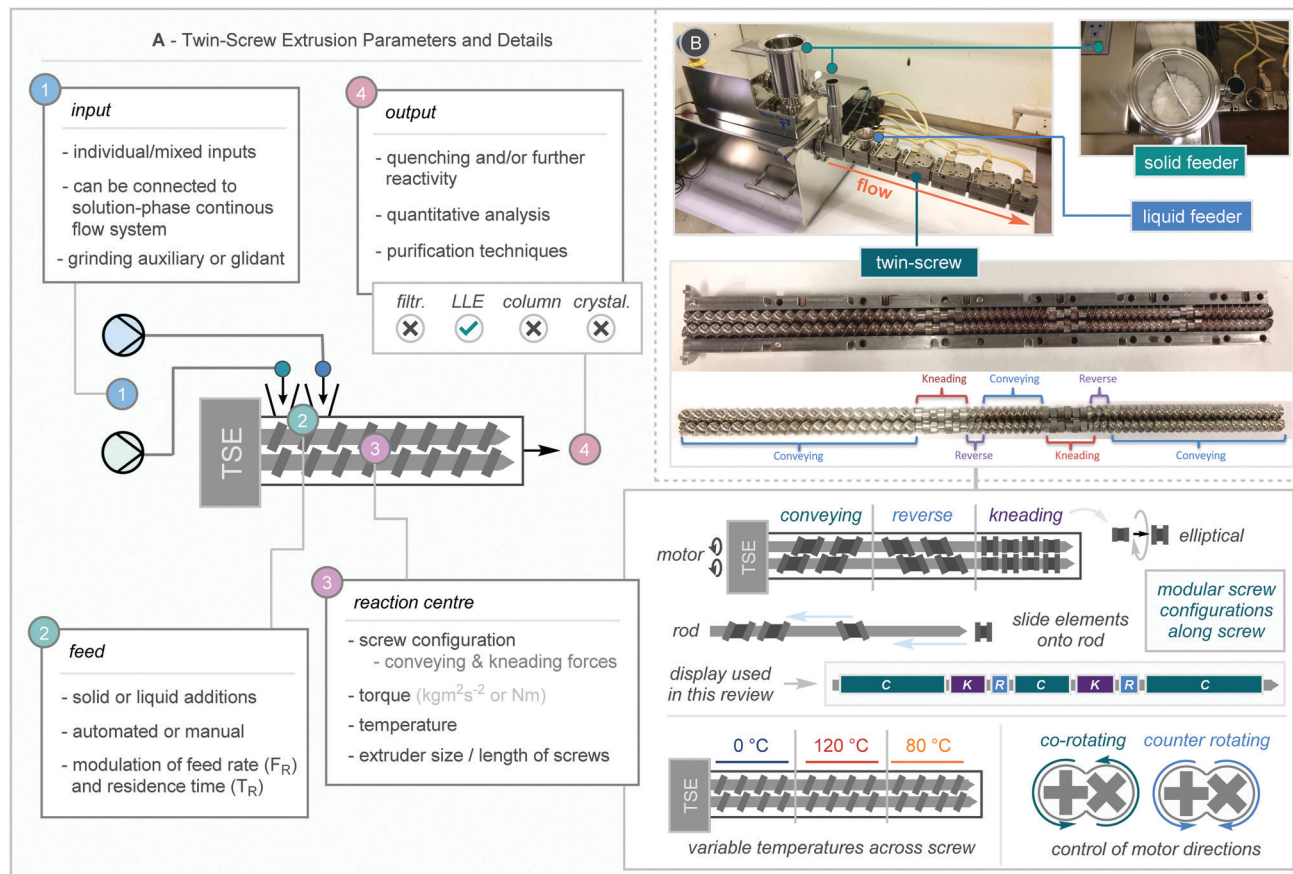 A - Twin-Screw Extrusion Parameters and Details
1
input
- individual/mixed inputs
- can be connected to
solution-phase continous
flow system
- grinding auxiliary or glidant
4
output
- quenching and/or further
reactivity
- quantitative analysis
- purification techniques
filtr. LLE column crystal.
1
2
3
4
TSE
2
feed
- solid or liquid additions
- automated or manual
- modulation of feed rate (FR)
and residence time (TR)
3
reaction centre
- screw configuration
- conveying & kneading forces
- torque (kgm²s⁻² or Nm)
- temperature
- extruder size / length of screws
B
flow
solid feeder
liquid feeder
twin-screw
Kneading Conveying Reverse
Conveying Reverse Kneading Conveying
conveying reverse kneading
motor
TSE
elliptical
modular screw
configurations
along screw
rod
slide elements
onto rod
display used
in this review
C K R C K R C
0 °C 120 °C 80 °C
TSE
variable temperatures across screw
co-rotating counter rotating
control of motor directions